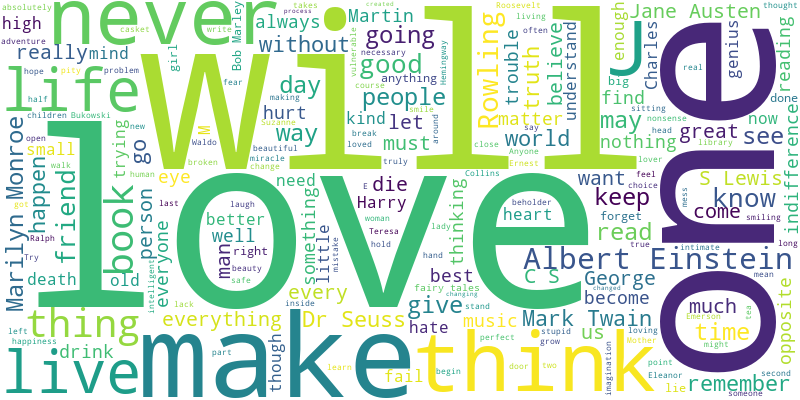 absolutely
high
adventure
never
really
mind
casket
write
girl
hope
pity
problem
Bob Marley
takes
process
always
without
Martin
created
going
necessary
vulnerable
Roosevelt
often
living
Rowling
trouble
truth
believe
understand
enough
Jane Austen
thought
J
big
Charles
genius
reading
real
sitting
done
nonsense
now
life
half
children
Bukowski
small
M
Waldo
fear
hurt
day
making
Suzanne
beautiful
miracle
change
broken
way
good
course
anything
people
smile
kind
let
break
loved
around
must
truly
Hemingway
close
matter
say
Anyone
Ernest
world
find
may
nothing
head
library
lover
great
see
indifference
will
one
love
open
new
walk
human
trying
go
eye
friend
book
Marilyn Monroe
happen
got
Ralph
Try
death
old
person
everyone
intelligent
last
laugh
better
well
man
right
beauty
safe
lack
need
something
little
mistake
E
die
Harry
woman
Teresa
hold
lady
hand
fairy tales
changing
thinking
Collins
beholder
heart
best
C S
want
forget
feel
choice
keep
read
S Lewis
come
know
mess
true
smiling
intimate
long
Albert Einstein
George
become
changed
much
mean
opposite
time
tea
Emerson
might
Mother
thing
left
happiness
drink
live
everything
Dr Seuss
every
inside
give
stand
hate
music
Mark Twain
us
stupid
grow
loving
perfect
part
though
learn
make
fail
begin
think
door
two
imagination
point
lie
Eleanor
remember
second
someone